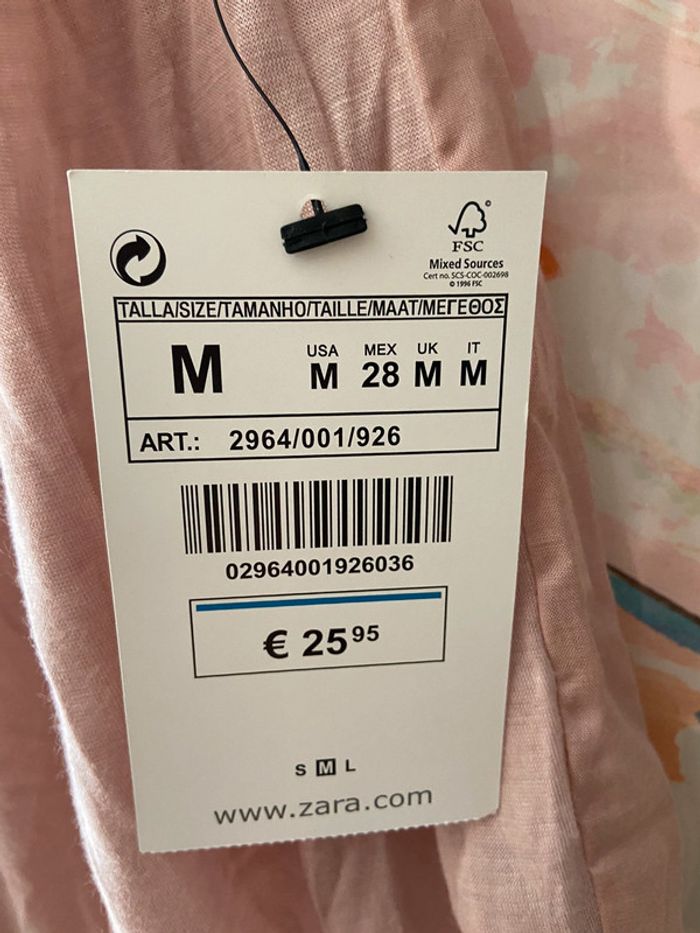 FSC
Mixed Sources
Cert no. SCS-COC-002698
© 1996 FSC
TALLA/SIZE/TAMANHO/TAILLE/MAAT/ΜΕΓΕΘΟΣ
USA MEX UK IT
M M 28 M M
ART.: 2964/001/926
02964001926036
€ 25 95
S M L
www.zara.com